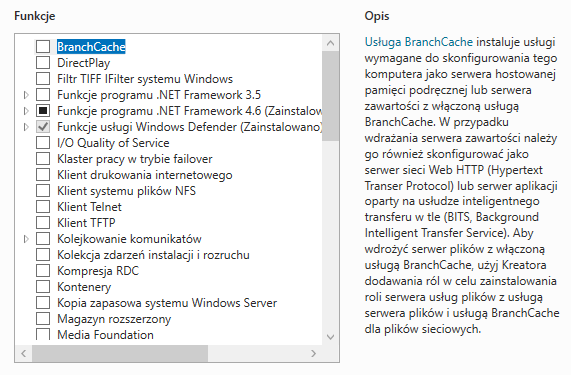 Funkcje
BranchCache
DirectPlay
Filtr TIFF IFilter systemu Windows
Funkcje programu .NET Framework 3.5
Funkcje programu .NET Framework 4.6 (Zainstalow
Funkcje usługi Windows Defender (Zainstalowano)
I/O Quality of Service
Klaster pracy w trybie failover
Klient drukowania internetowego
Klient systemu plików NFS
Klient Telnet
Klient TFTP
Kolejkowanie komunikatów
Kolekcja zdarzeń instalacji i rozruchu
Kompresja RDC
Kontenery
Kopia zapasowa systemu Windows Server
Magazyn rozszerzony
Media Foundation
Opis
Usługa BranchCache instaluje usługi
wymagane do skonfigurowania tego
komputera jako serwera hostowanej
pamięci podręcznej lub serwera
zawartości z włączoną usługą
BranchCache. W przypadku
wdrażania serwera zawartości należy
go również skonfigurować jako
serwer sieci Web HTTP (Hypertext
Transer Protocol) lub serwer aplikacji
oparty na usłudze inteligentnego
transferu w tle (BITS, Background
Intelligent Transfer Service). Aby
wdrożyć serwer plików z włączoną
usługą BranchCache, użyj Kreatora
dodawania ról w celu zainstalowania
roli serwera usług plików z usługą
serwera plików i usługą BranchCache
dla plików sieciowych.